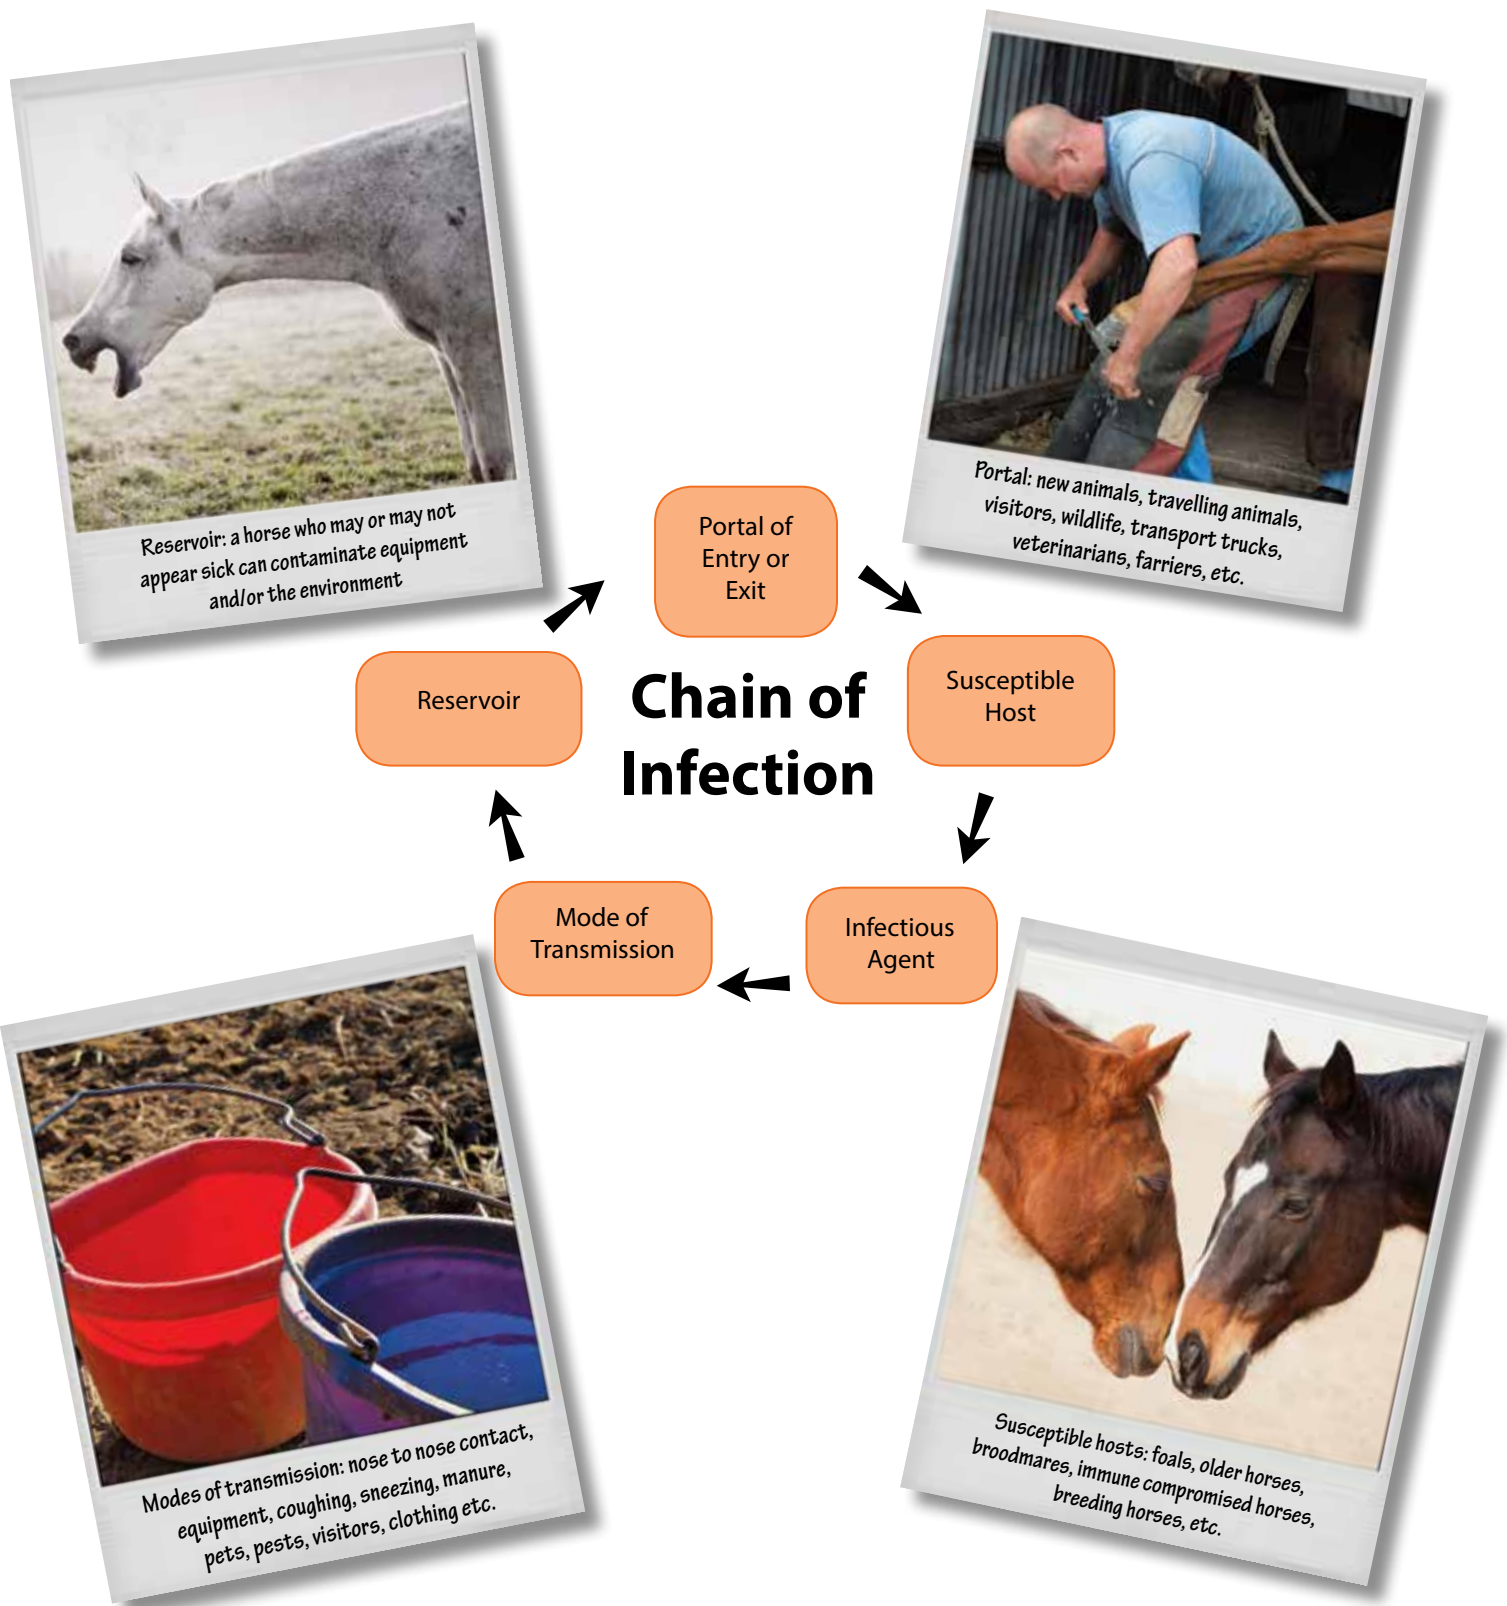 Reservoir: a horse who may or may not
appear sick can contaminate equipment
and/or the environment
Portal: new animals, travelling animals,
visitors, wildlife, transport trucks,
veterinarians, farriers, etc.
Portal of
Entry or
Exit
Reservoir
Chain of
Infection
Susceptible
Host
Mode of
Transmission
Infectious
Agent
Modes of transmission: nose to nose contact,
equipment, coughing, sneezing, manure,
pets, pests, visitors, clothing etc.
Susceptible hosts: foals, older horses,
broodmares, immune compromised horses,
breeding horses, etc.